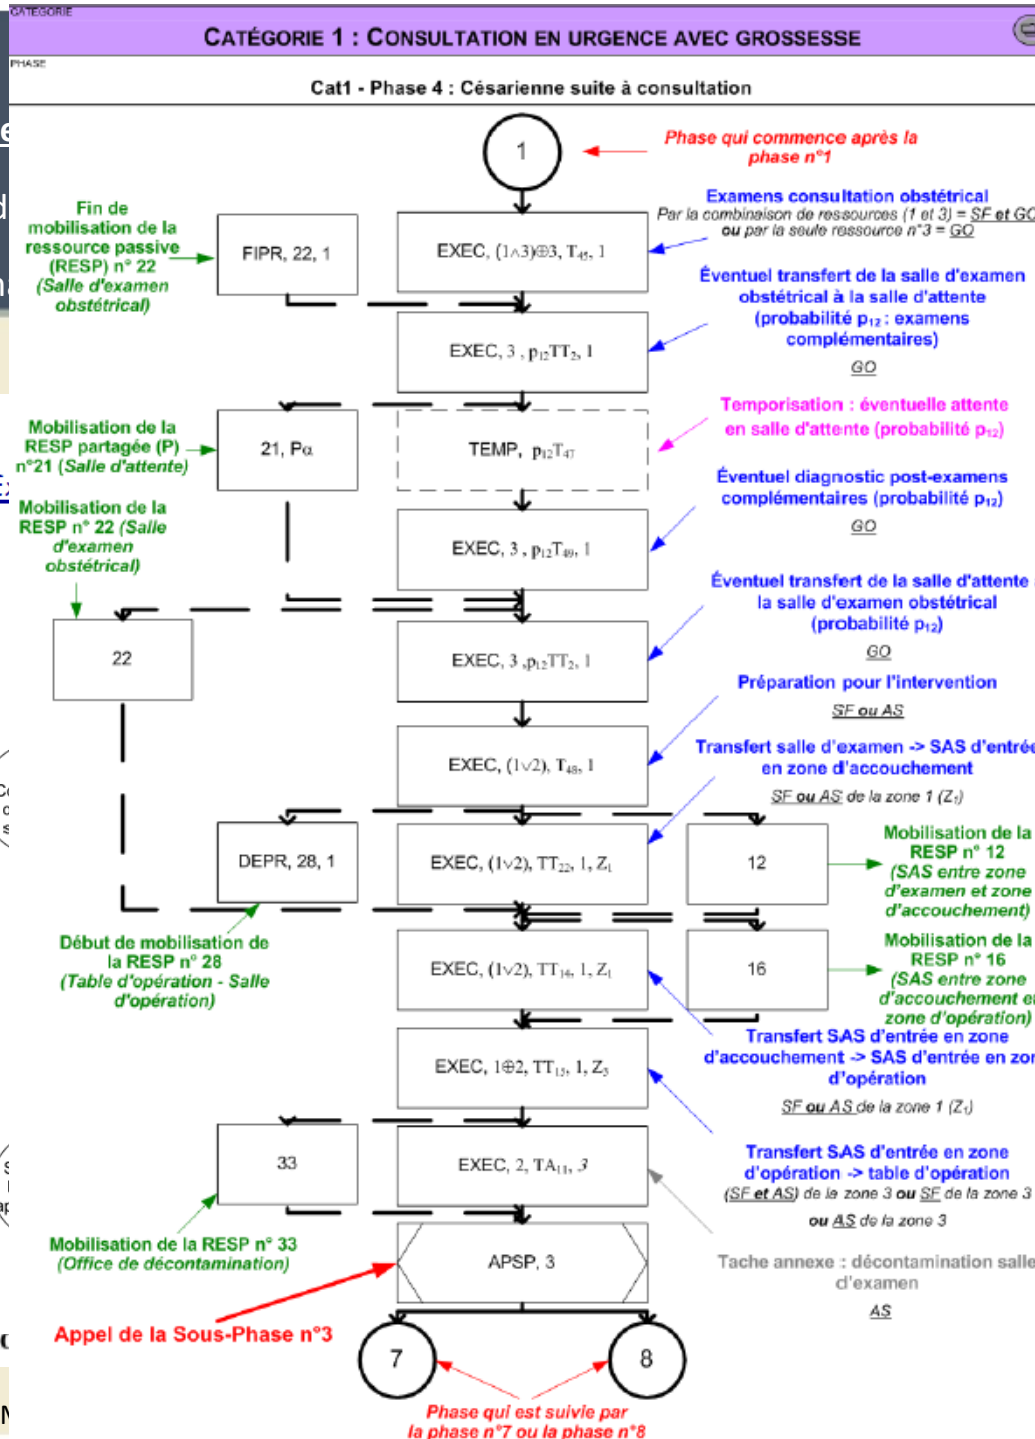 CATÉGORIE
CATÉGORIE 1 : CONSULTATION EN URGENCE AVEC GROSSESSE
PHASE
Cat1 - Phase 4 : Césarienne suite à consultation
1
Phase qui commence après la
phase n°1
Fin de
mobilisation de la
ressource passive
(RESP) n° 22
(Salle d'examen
obstétrical)
FIPR, 22, 1
EXEC, (1∧3)⊕3, T45, 1
Examens consultation obstétrical
Par la combinaison de ressources (1 et 3) = SF et GO
ou par la seule ressource n°3 = GO
EXEC, 3 , p12TT2, 1
Éventuel transfert de la salle d'examen
obstétrical à la salle d'attente
(probabilité p12 : examens
complémentaires)
GO
Mobilisation de la
RESP partagée (P)
n°21 (Salle d'attente)
21, Pα
TEMP, p12T47
Temporisation : éventuelle attente
en salle d'attente (probabilité p12)
Mobilisation de la
RESP n° 22 (Salle
d'examen
obstétrical)
EXEC, 3 , p12T49, 1
Éventuel diagnostic post-examens
complémentaires (probabilité p12)
GO
22
EXEC, 3 ,p12TT2, 1
Éventuel transfert de la salle d'attente
la salle d'examen obstétrical
(probabilité p12)
GO
EXEC, (1∨2), T48, 1
Préparation pour l'intervention
SF ou AS
DEPR, 28, 1
EXEC, (1∨2), TT22, 1, Z1
12
Transfert salle d'examen -> SAS d'entrée
en zone d'accouchement
SF ou AS de la zone 1 (Z1)
Mobilisation de la
RESP n° 12
(SAS entre zone
d'examen et zone
d'accouchement)
Début de mobilisation de
la RESP n° 28
(Table d'opération - Salle
d'opération)
EXEC, (1∨2), TT14, 1, Z1
16
Mobilisation de la
RESP n° 16
(SAS entre zone
d'accouchement et
zone d'opération)
EXEC, 1⊕2, TT15, 1, Z3
Transfert SAS d'entrée en zone
d'accouchement -> SAS d'entrée en zon
d'opération
SF ou AS de la zone 1 (Z1)
33
EXEC, 2, TA11, 3
Transfert SAS d'entrée en zone
d'opération -> table d'opération
(SF et AS) de la zone 3 ou SF de la zone 3
ou AS de la zone 3
Mobilisation de la RESP n° 33
(Office de décontamination)
APSP, 3
Tache annexe : décontamination salle
d'examen
AS
Appel de la Sous-Phase n°3
7
8
Phase qui est suivie par
la phase n°7 ou la phase n°8